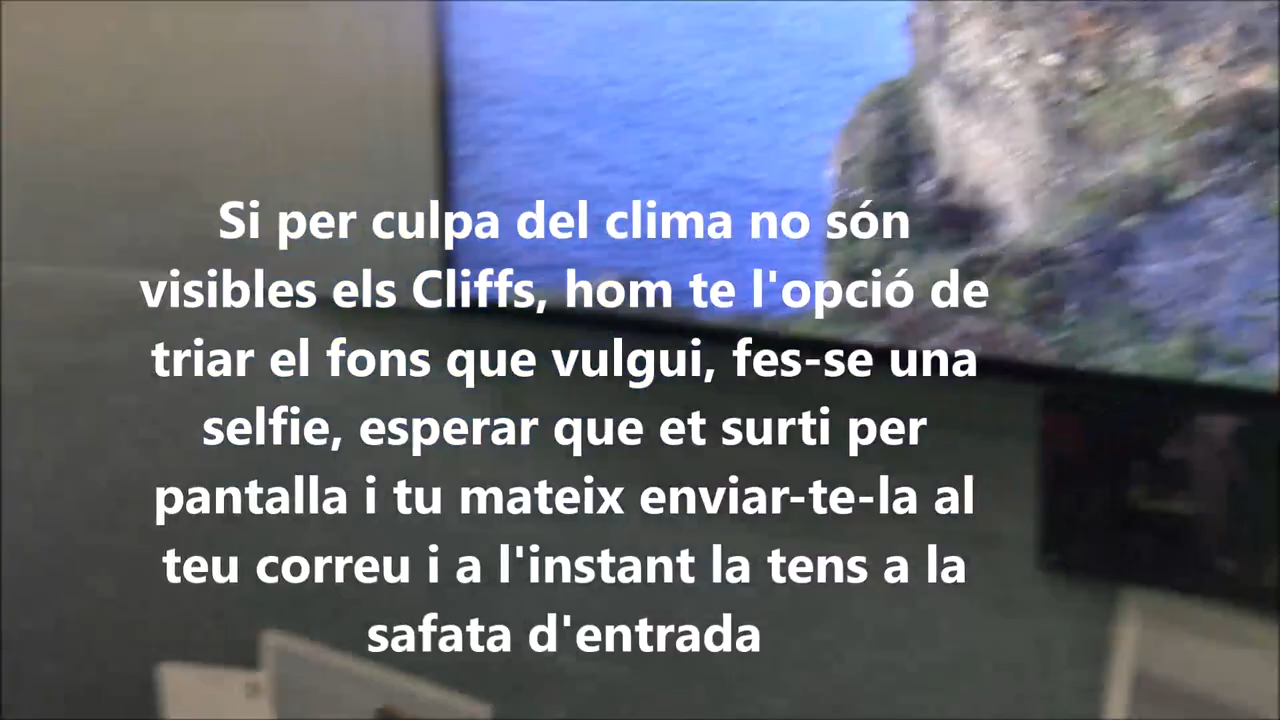 Si per culpa del clima no són
visibles els Cliffs, hom te l'opció de
triar el fons que vulgui, fes-se una
selfie, esperar que et surti per
pantalla i tu mateix enviar-te-la al
teu correu i a l'instant la tens a la
safata d'entrada